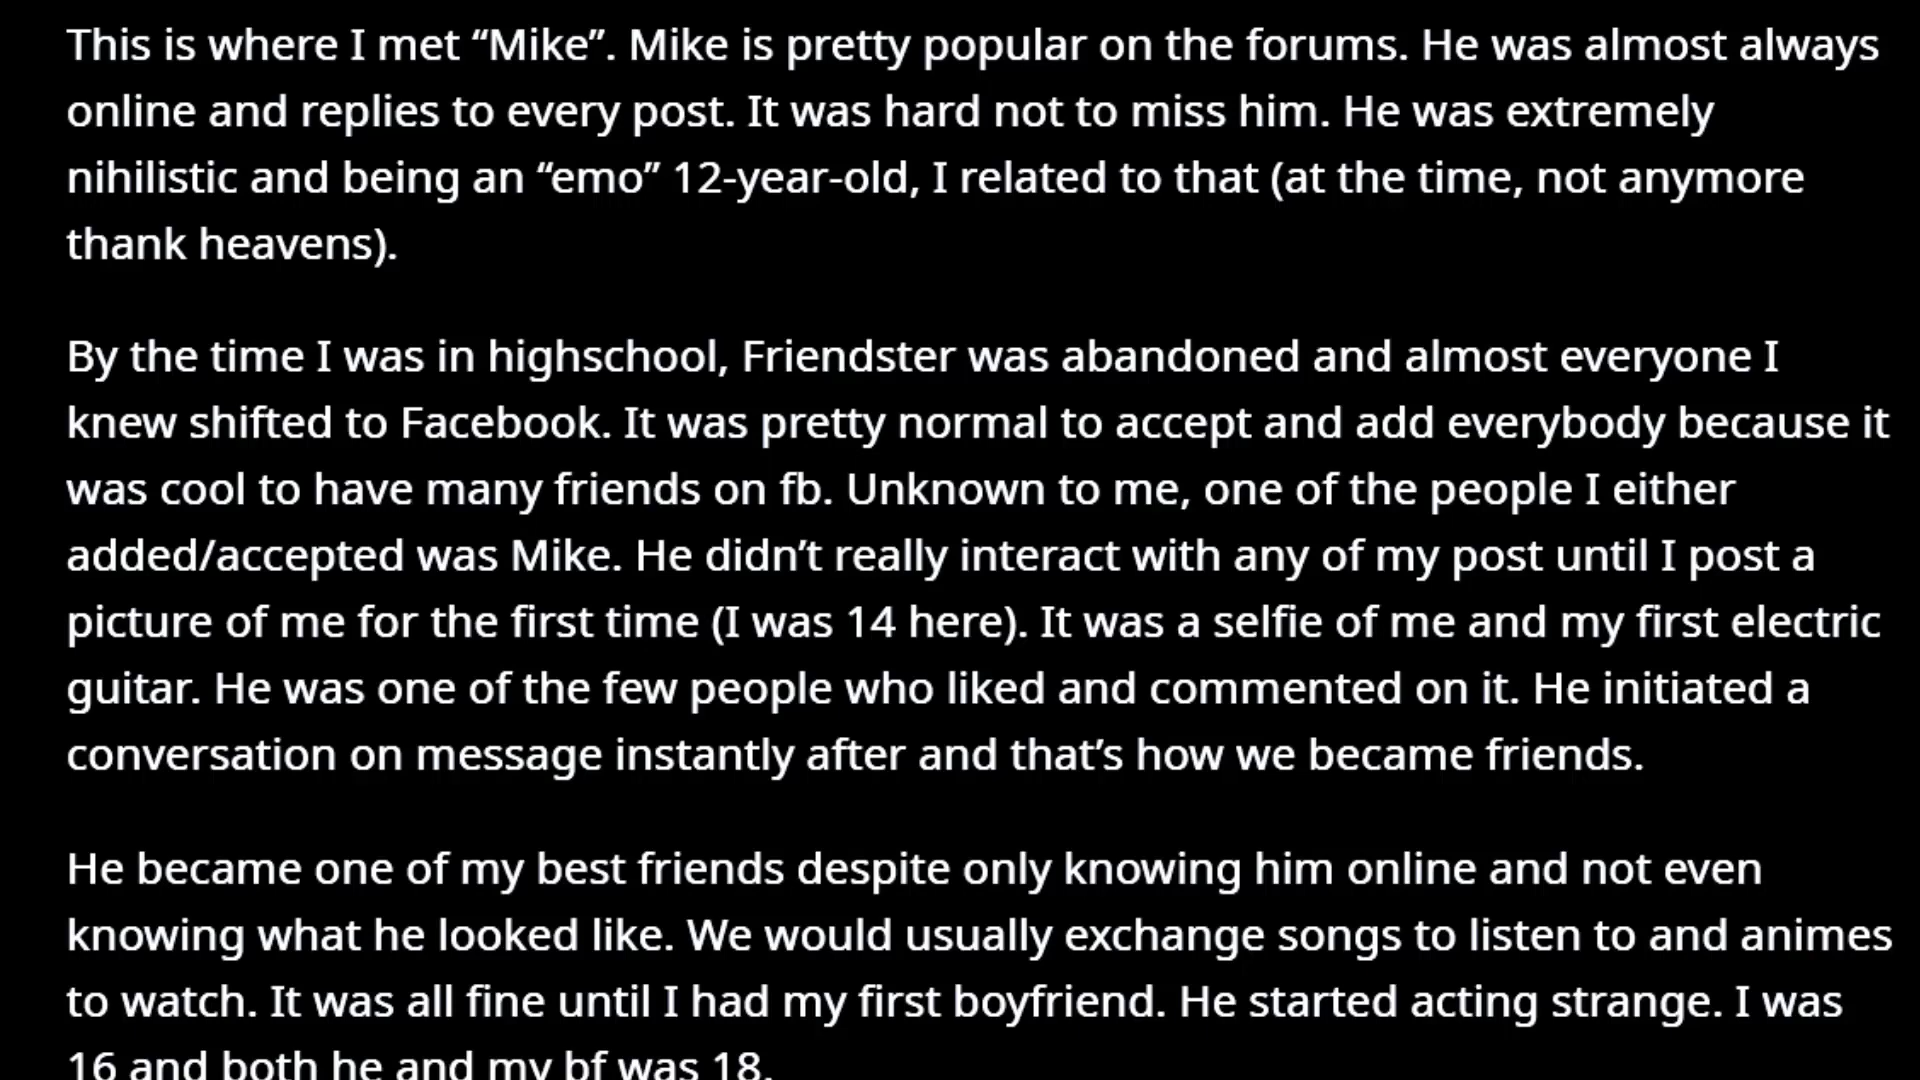 This is where I met “Mike”. Mike is pretty popular on the forums. He was almost always
online and replies to every post. It was hard not to miss him. He was extremely
nihilistic and being an “emo” 12-year-old, I related to that (at the time, not anymore
thank heavens).
By the time I was in highschool, Friendster was abandoned and almost everyone I
knew shifted to Facebook. It was pretty normal to accept and add everybody because it
was cool to have many friends on fb. Unknown to me, one of the people I either
added/accepted was Mike. He didn’t really interact with any of my post until I post a
picture of me for the first time (I was 14 here). It was a selfie of me and my first electric
guitar. He was one of the few people who liked and commented on it. He initiated a
conversation on message instantly after and that’s how we became friends.
He became one of my best friends despite only knowing him online and not even
knowing what he looked like. We would usually exchange songs to listen to and animes
to watch. It was all fine until I had my first boyfriend. He started acting strange. I was
16 and both he and my bf was 18.